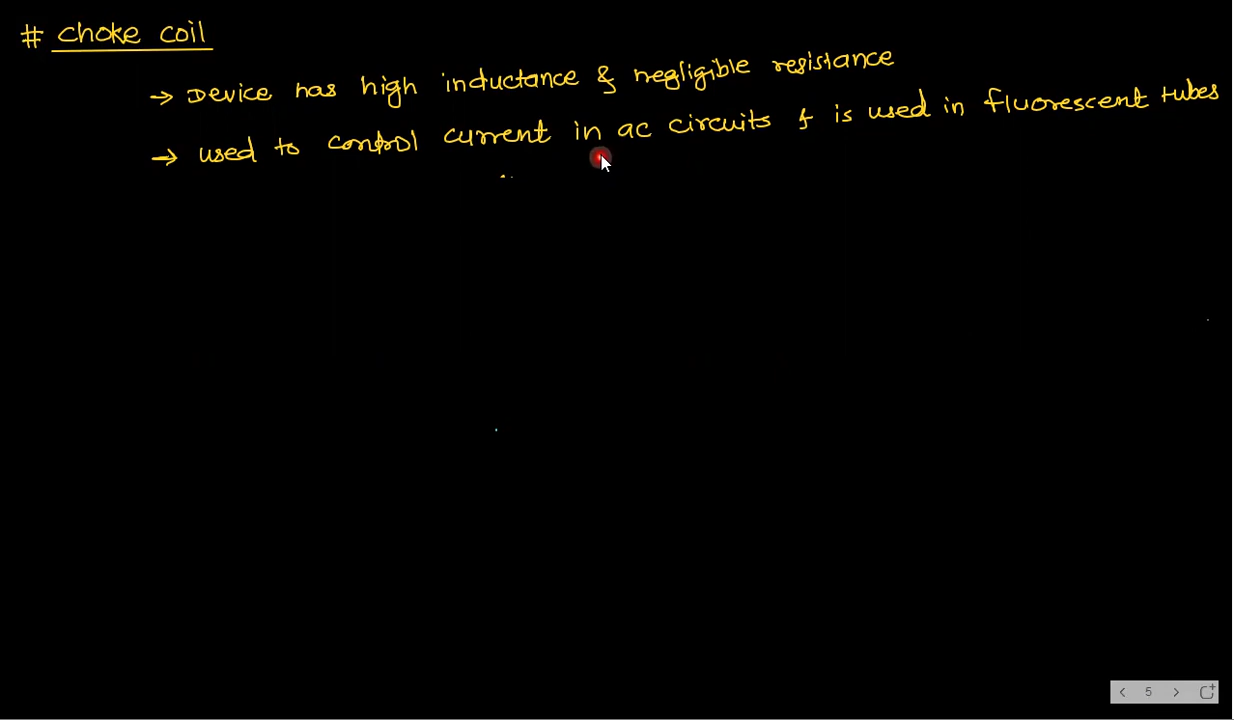 # choke coil
→ Device has high inductance & negligible resistance
→ used to control current in ac circuits & is used in fluorescent tubes
< 5 >